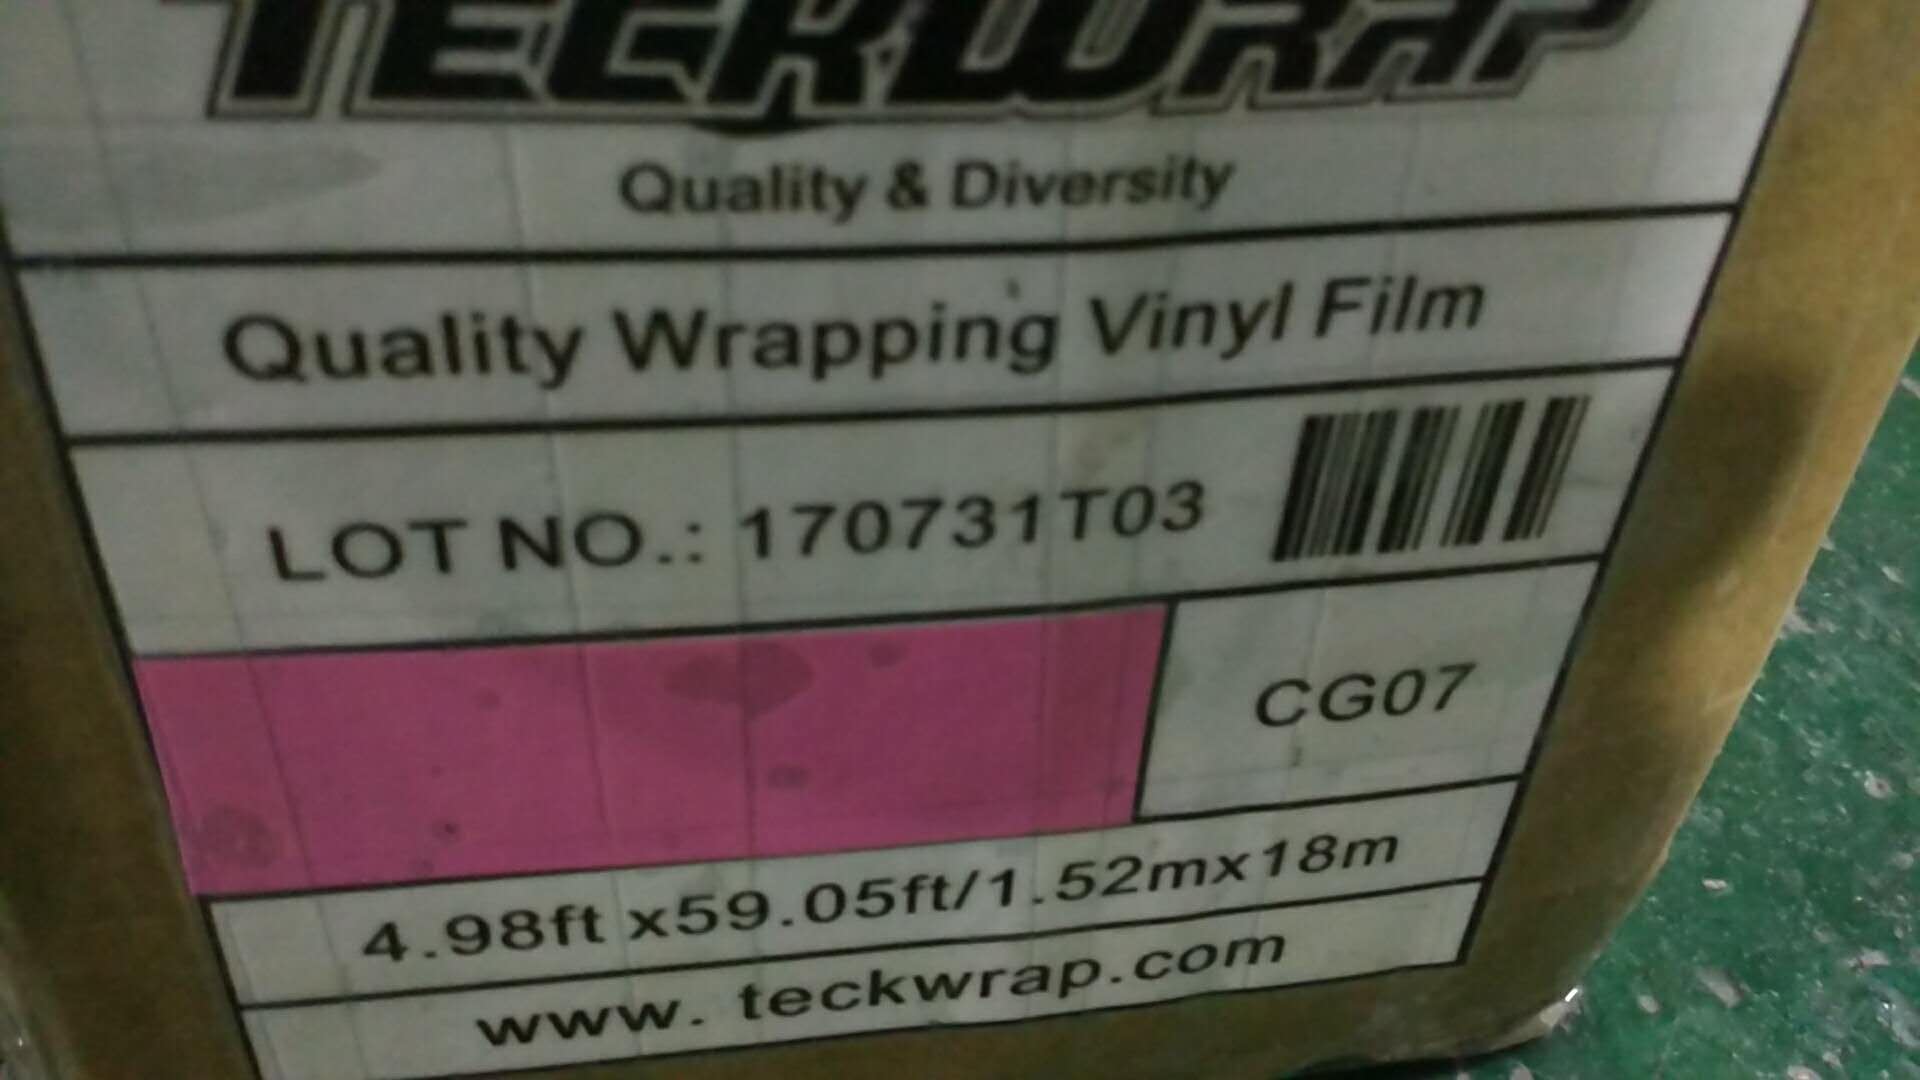 TECKWRAP
Quality & Diversity
Quality Wrapping Vinyl Film
LOT NO.: 170731T03
CG07
4.98ft x59.05ft/1.52mx18m
www. teckwrap.com